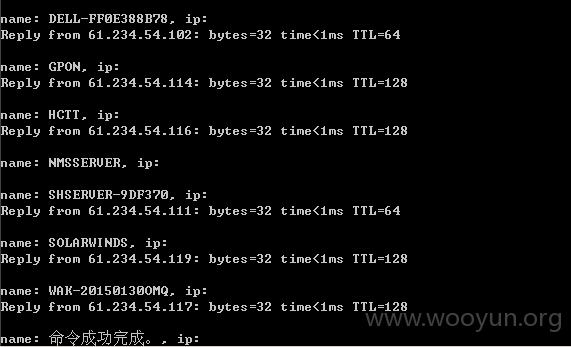 name: DELL-FF0E388B78, ip:
Reply from 61.234.54.102: bytes=32 time<1ms TTL=64
name: GPON, ip:
Reply from 61.234.54.114: bytes=32 time<1ms TTL=128
name: HCTT, ip:
Reply from 61.234.54.116: bytes=32 time<1ms TTL=128
name: NMSSERVER, ip:
name: SHSERVER-9DF370, ip:
Reply from 61.234.54.111: bytes=32 time<1ms TTL=64
name: SOLARWINDS, ip:
Reply from 61.234.54.119: bytes=32 time<1ms TTL=128
name: WAK-20150130OMQ, ip:
Reply from 61.234.54.117: bytes=32 time<1ms TTL=128
name: 命令成功完成。, ip:
www.wooyun.org